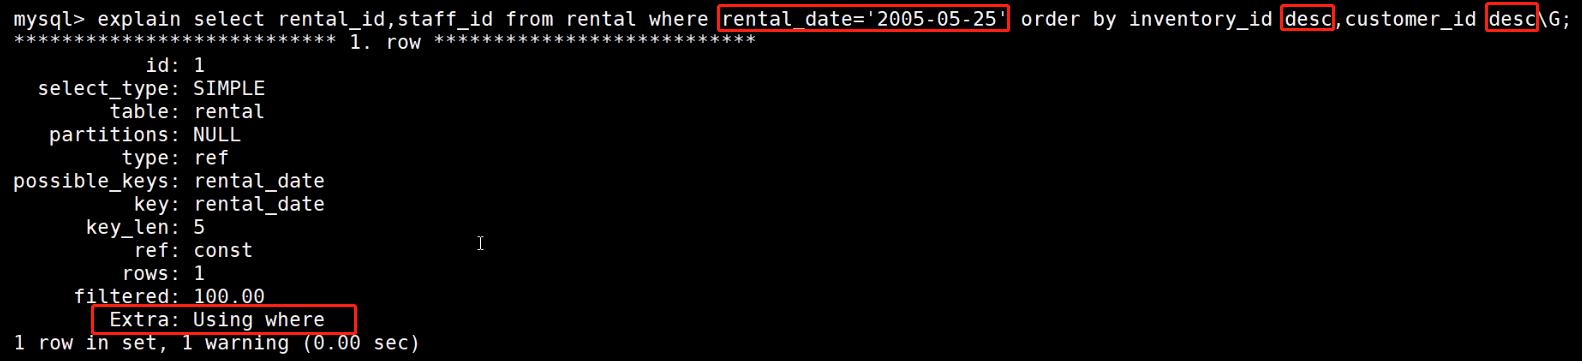 mysql> explain select rental_id,staff_id from rental where rental_date='2005-05-25' order by inventory_id desc,customer_id desc\G;
*************************** 1. row ***************************
id: 1
select_type: SIMPLE
table: rental
partitions: NULL
type: ref
possible_keys: rental_date
key: rental_date
key_len: 5
ref: const
rows: 1
filtered: 100.00
Extra: Using where
1 row in set, 1 warning (0.00 sec)